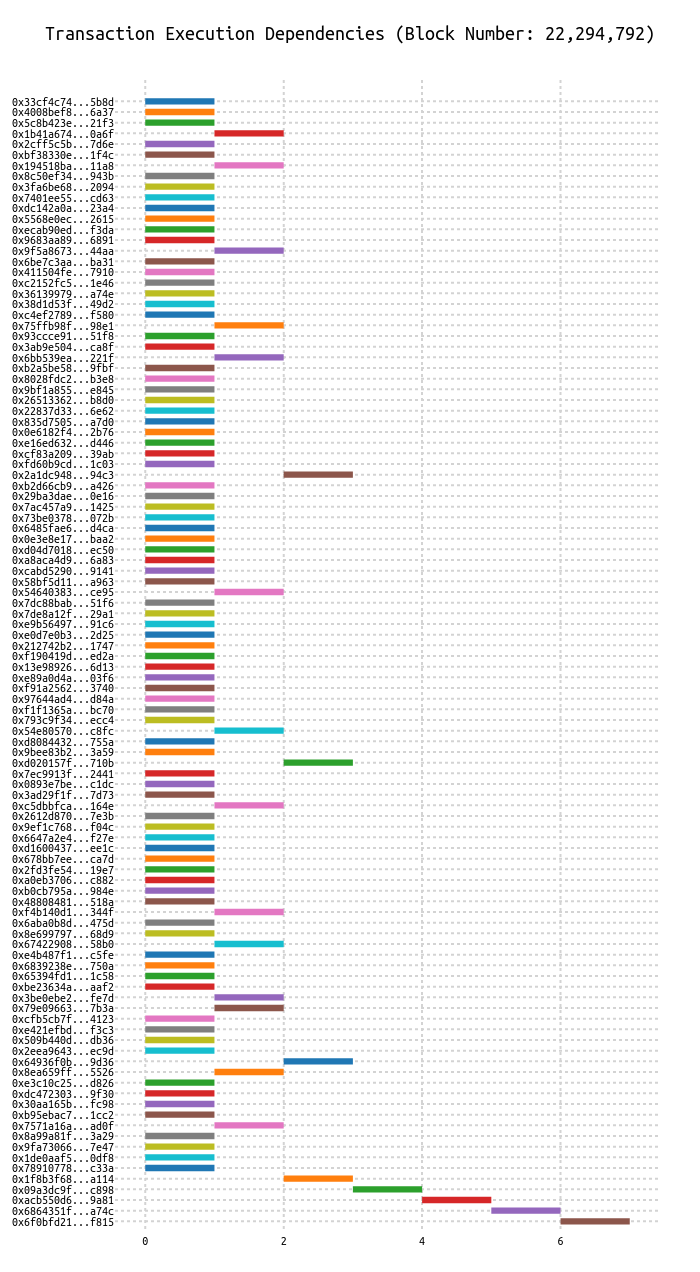 Transaction Execution Dependencies (Block Number: 22,294,792)
0x33cf4c74...5b8d
0x4008bef8...6a37
0x5c8b423e...21f3
0x1b41a674...0a6f
0x2cff5c5b...7d6e
0xbf38330e...1f4c
0x194518ba...11a8
0x8c50ef34...943b
0x3fa6be68...2094
0x7401ee55...cd63
0xdc142a0a...23a4
0x5568e0ec...2615
0xecab90ed...f3da
0x9683aa89...6891
0x9f5a8673...44aa
0x6be7c3aa...ba31
0x411504fe...7910
0xc2152fc5...1e46
0x36139979...a74e
0x38d1d53f...49d2
0xc4ef2789...f580
0x75ffb98f...98e1
0x93ccce91...51f8
0x3ab9e504...ca8f
0x6bb539ea...221f
0xb2a5be58...9fbf
0x8028fdc2...b3e8
0x9bf1a855...e845
0x26513362...b8d0
0x22837d33...6e62
0x835d7505...a7d0
0x0e6182f4...2b76
0xe16ed632...d446
0xcf83a209...39ab
0xfd60b9cd...1c03
0x2a1dc948...94c3
0xb2d66cb9...a426
0x29ba3dae...0e16
0x7ac457a9...1425
0x73be0378...072b
0x6485fae6...d4ca
0x0e3e8e17...baa2
0xd04d7018...ec50
0xa8aca4d9...6a83
0xcabd5290...9141
0x58bf5d11...a963
0x54640383...ce95
0x7dc88bab...51f6
0x7de8a12f...29a1
0xe9b56497...91c6
0xe0d7e0b3...2d25
0x212742b2...1747
0xf190419d...ed2a
0x13e98926...6d13
0xe89a0d4a...03f6
0xf91a2562...3740
0x97644ad4...d84a
0xf1f1365a...bc70
0x793c9f34...ecc4
0x54e80570...c8fc
0xd8084432...755a
0x9bee83b2...3a59
0xd020157f...710b
0x7ec9913f...2441
0x0893e7be...c1dc
0x3ad29f1f...7d73
0xc5dbbfca...164e
0x2612d870...7e3b
0x9ef1c768...f04c
0x6647a2e4...f27e
0xd1600437...ee1c
0x678bb7ee...ca7d
0x2fd3fe54...19e7
0xa0eb3706...c882
0xb0cb795a...984e
0x48808481...518a
0xf4b140d1...344f
0x6aba0b8d...475d
0x8e699797...68d9
0x67422908...58b0
0xe4b487f1...c5fe
0x6839238e...750a
0x65394fd1...1c58
0xbe23634a...aaf2
0x3be0ebe2...fe7d
0x79e09663...7b3a
0xcfb5cb7f...4123
0xe421efbd...f3c3
0x509b440d...db36
0x2eea9643...ec9d
0x64936f0b...9d36
0x8ea659ff...5526
0xe3c10c25...d826
0xdc472303...9f30
0x30aa165b...fc98
0xb95ebac7...1cc2
0x7571a16a...ad0f
0x8a99a81f...3a29
0x9fa73066...7e47
0x1de0aaf5...0df8
0x78910778...c33a
0x1f8b3f68...a114
0x09a3dc9f...c898
0xacb550d6...9a81
0x6864351f...a74c
0x6f0bfd21...f815
0 2 4 6